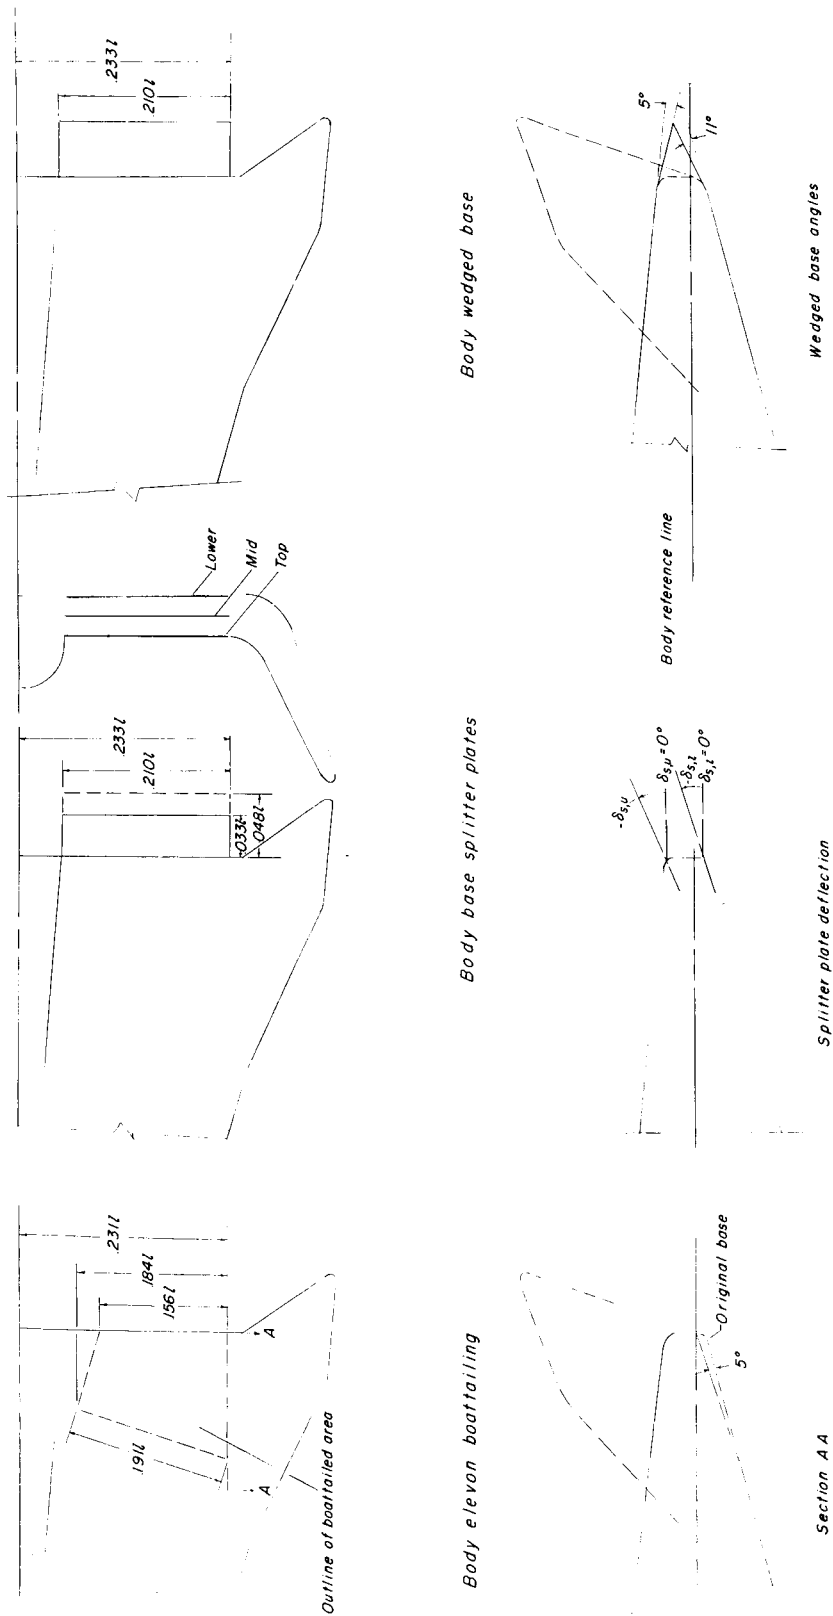 .231l
.184l
.156l
.191l
A
A
Outline of boattailed area
Body elevon boattailing
Original base
5°
Section AA
.233l
.210l
.033l
.048l
Lower
Mid
Top
Body base splitter plates
-δs,u
δs,u=0°
-δs,l
δs,l=0°
Splitter plate deflection
.233l
.210l
Body wedged base
Body reference line
5°
11°
Wedged base angles